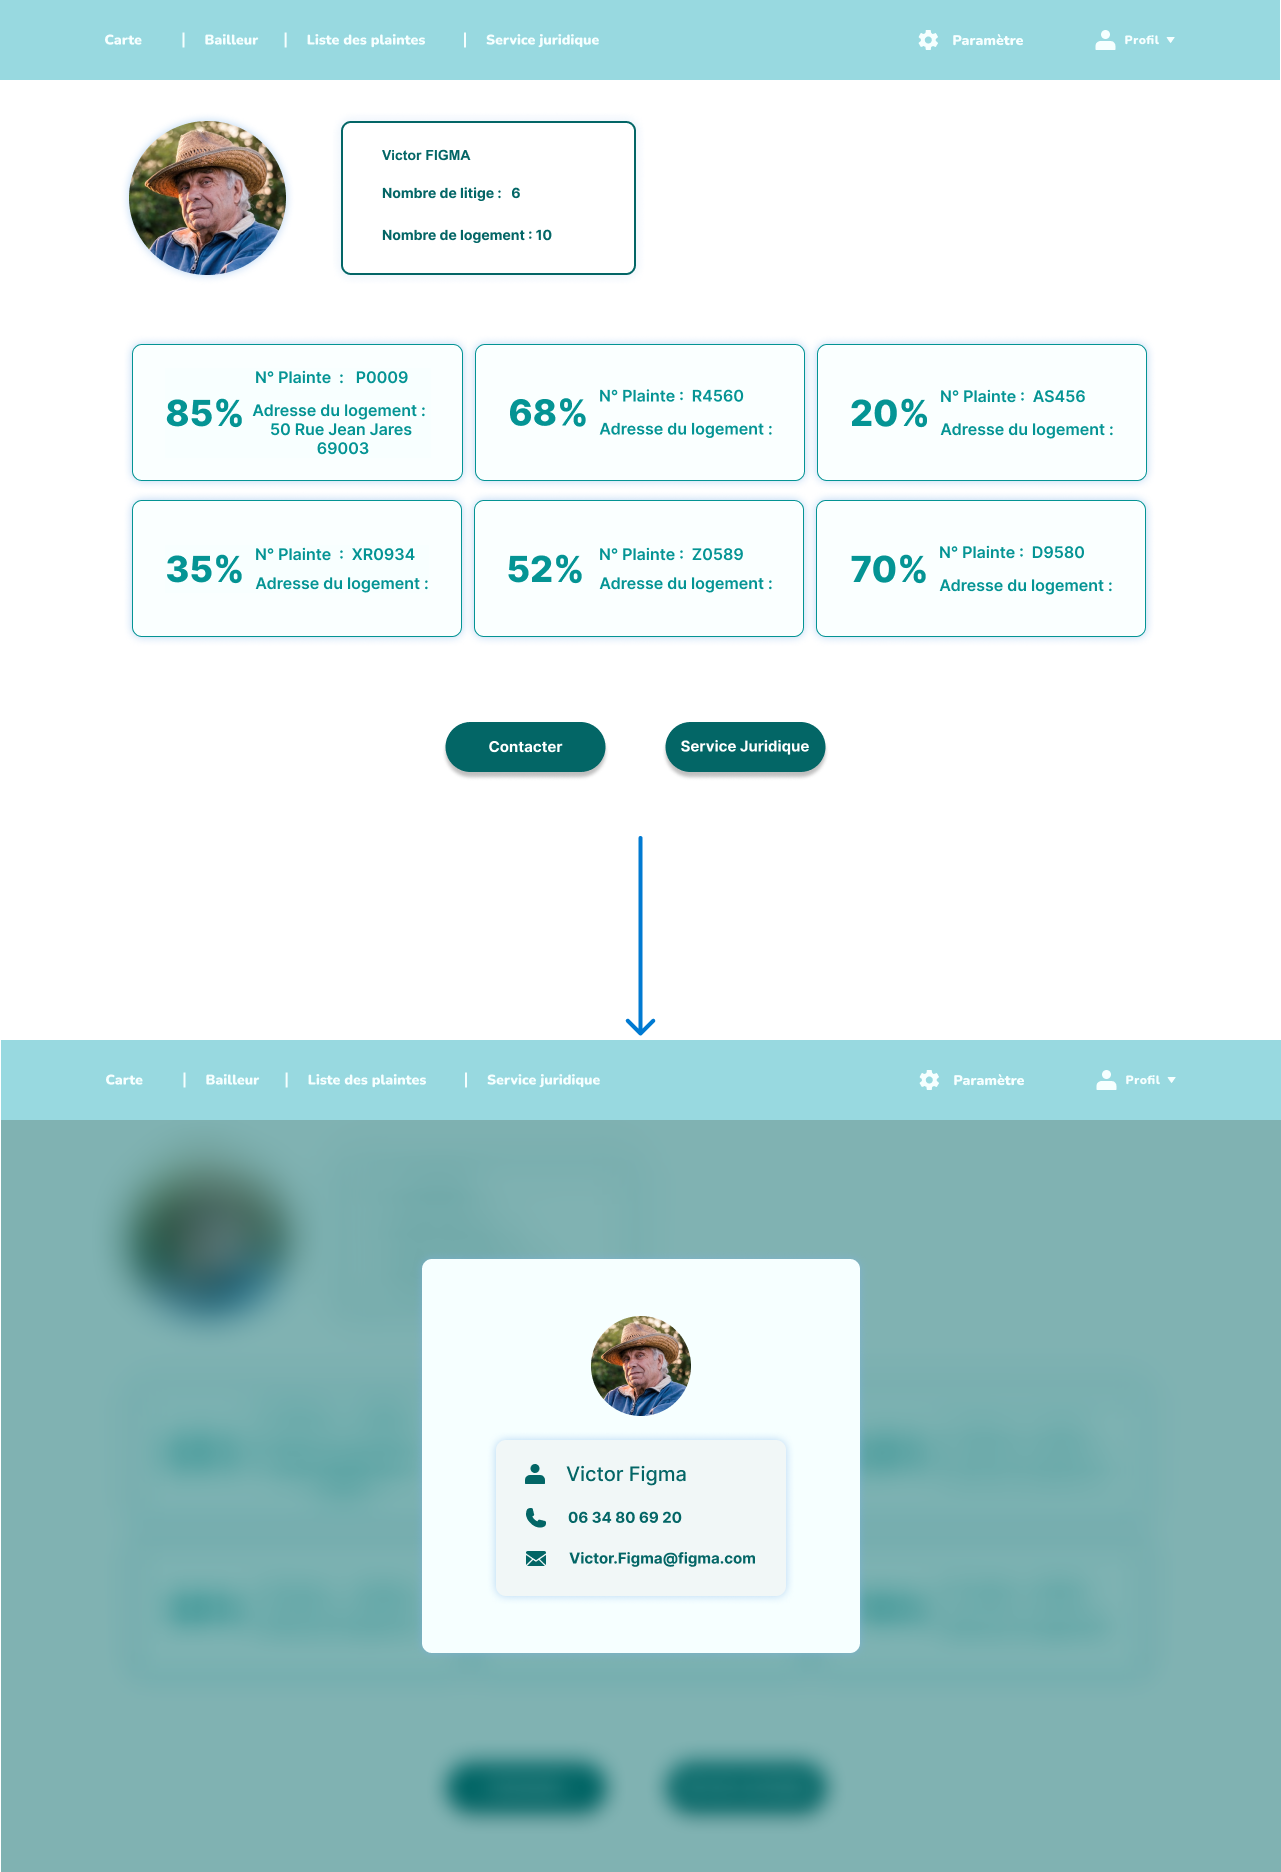 Carte | Bailleur | Liste des plaintes | Service juridique Paramètre Profil
Victor FIGMA
Nombre de litige : 6
Nombre de logement : 10
85%
N° Plainte : P0009
Adresse du logement :
50 Rue Jean Jares
69003
68%
N° Plainte : R4560
Adresse du logement :
20%
N° Plainte : AS456
Adresse du logement :
35%
N° Plainte : XR0934
Adresse du logement :
52%
N° Plainte : Z0589
Adresse du logement :
70%
N° Plainte : D9580
Adresse du logement :
Contacter
Service Juridique
Carte | Bailleur | Liste des plaintes | Service juridique Paramètre Profil
Victor Figma
06 34 80 69 20
Victor.Figma@figma.com